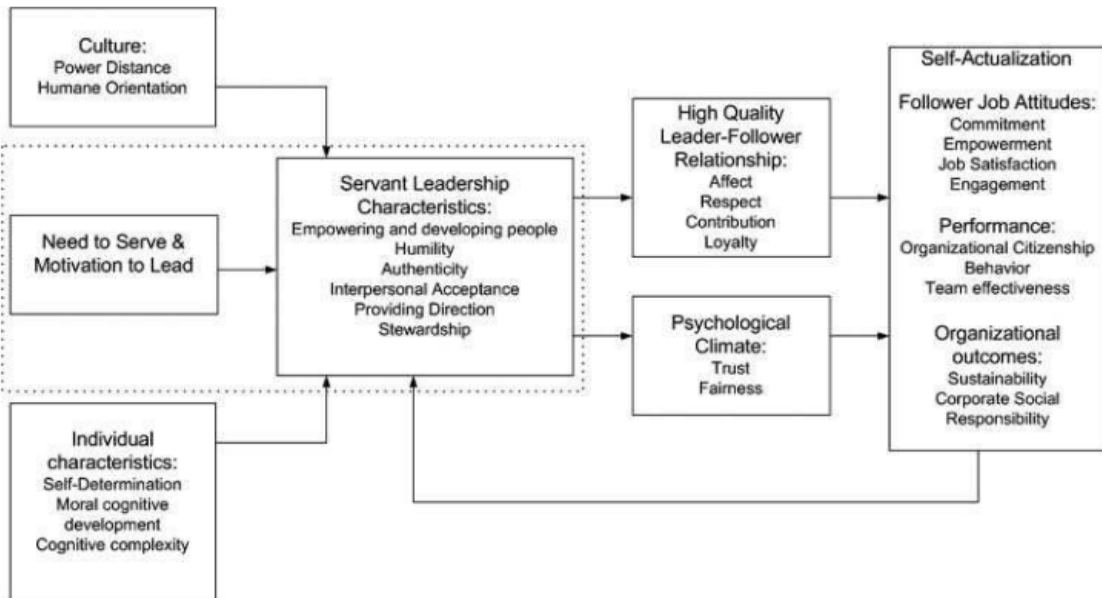 Culture:
Power Distance
Humane Orientation
Need to Serve &
Motivation to Lead
Individual
characteristics:
Self-Determination
Moral cognitive
development
Cognitive complexity
Servant Leadership
Characteristics:
Empowering and developing people
Humility
Authenticity
Interpersonal Acceptance
Providing Direction
Stewardship
High Quality
Leader-Follower
Relationship:
Affect
Respect
Contribution
Loyalty
Psychological
Climate:
Trust
Fairness
Self-Actualization
Follower Job Attitudes:
Commitment
Empowerment
Job Satisfaction
Engagement
Performance:
Organizational Citizenship
Behavior
Team effectiveness
Organizational
outcomes:
Sustainability
Corporate Social
Responsibility